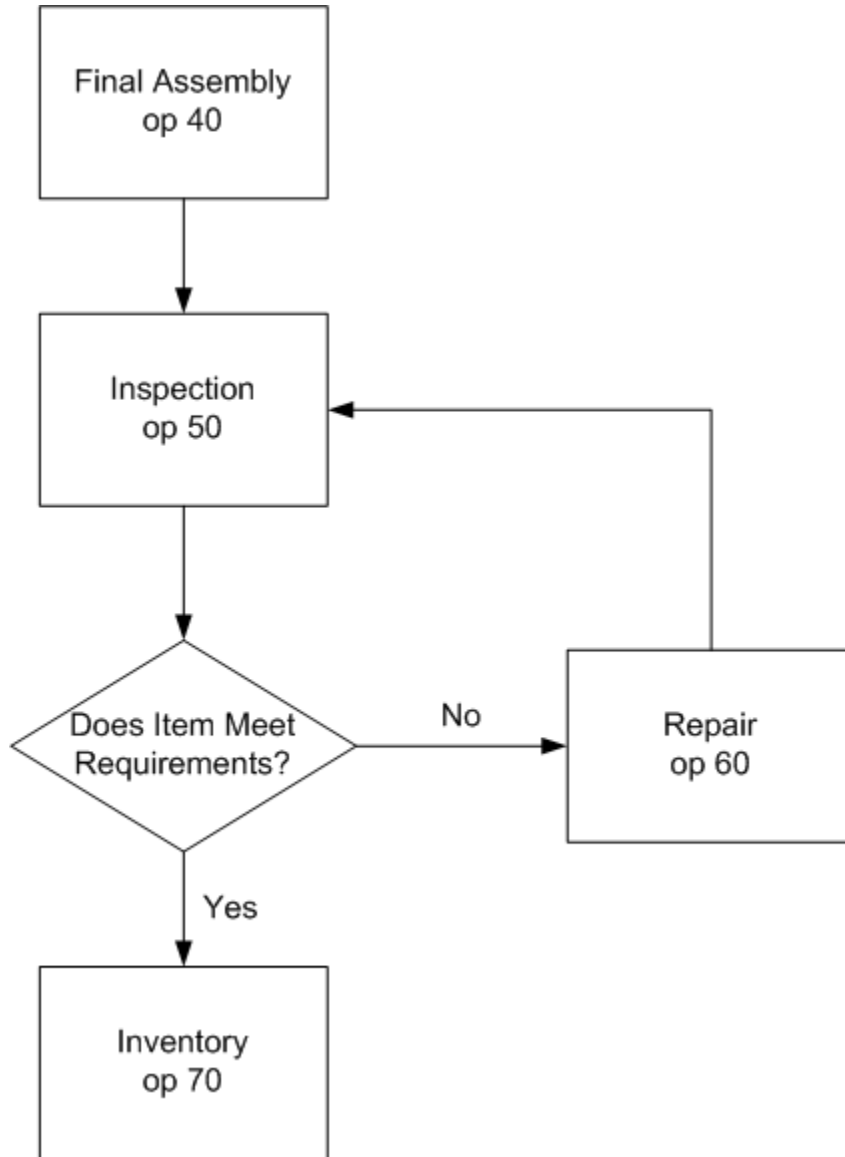 Final Assembly
op 40
Inspection
op 50
Does Item Meet
Requirements?
No
Repair
op 60
Yes
Inventory
op 70